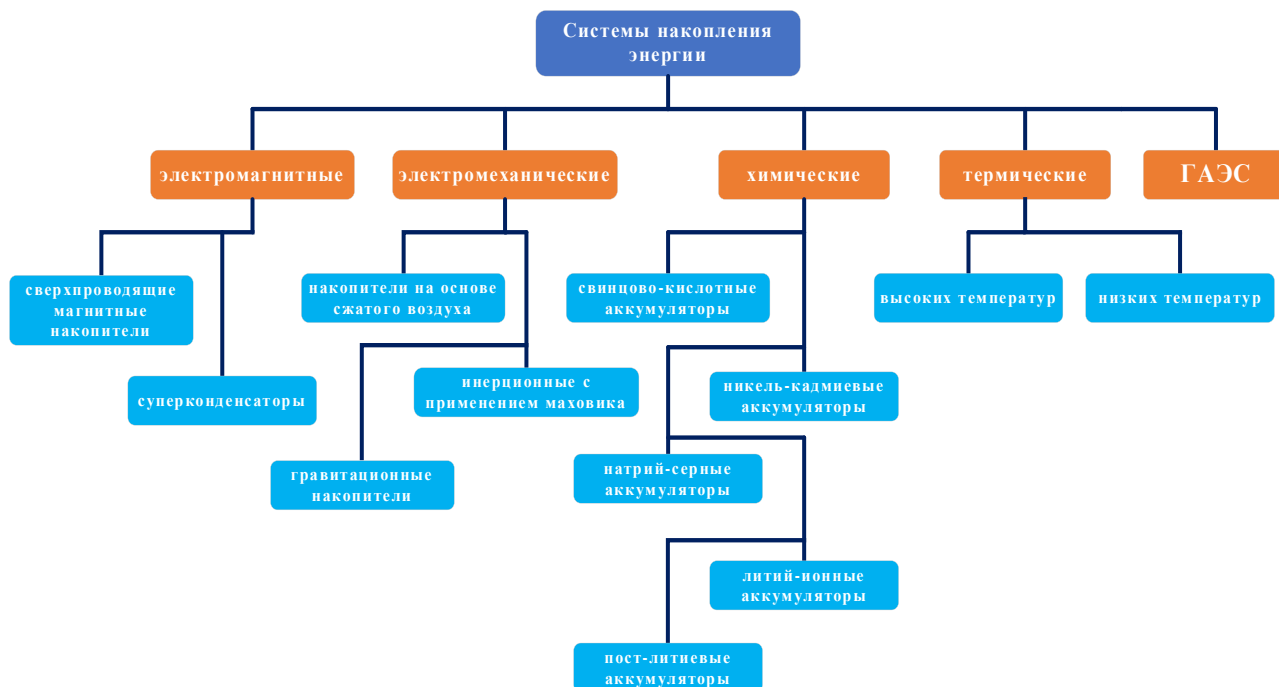 Системы накопления
энергии
электромагнитные
электромеханические
химические
термические
ГАЭС
сверхпроводящие
магнитные
накопители
накопители на основе
сжатого воздуха
свинцово-кислотные
аккумуляторы
высоких температур
низких температур
суперконденсаторы
инерционные с
применением маховика
никель-кадмиевые
аккумуляторы
гравитационные
накопители
натрий-серные
аккумуляторы
литий-ионные
аккумуляторы
пост-литиевые
аккумуляторы